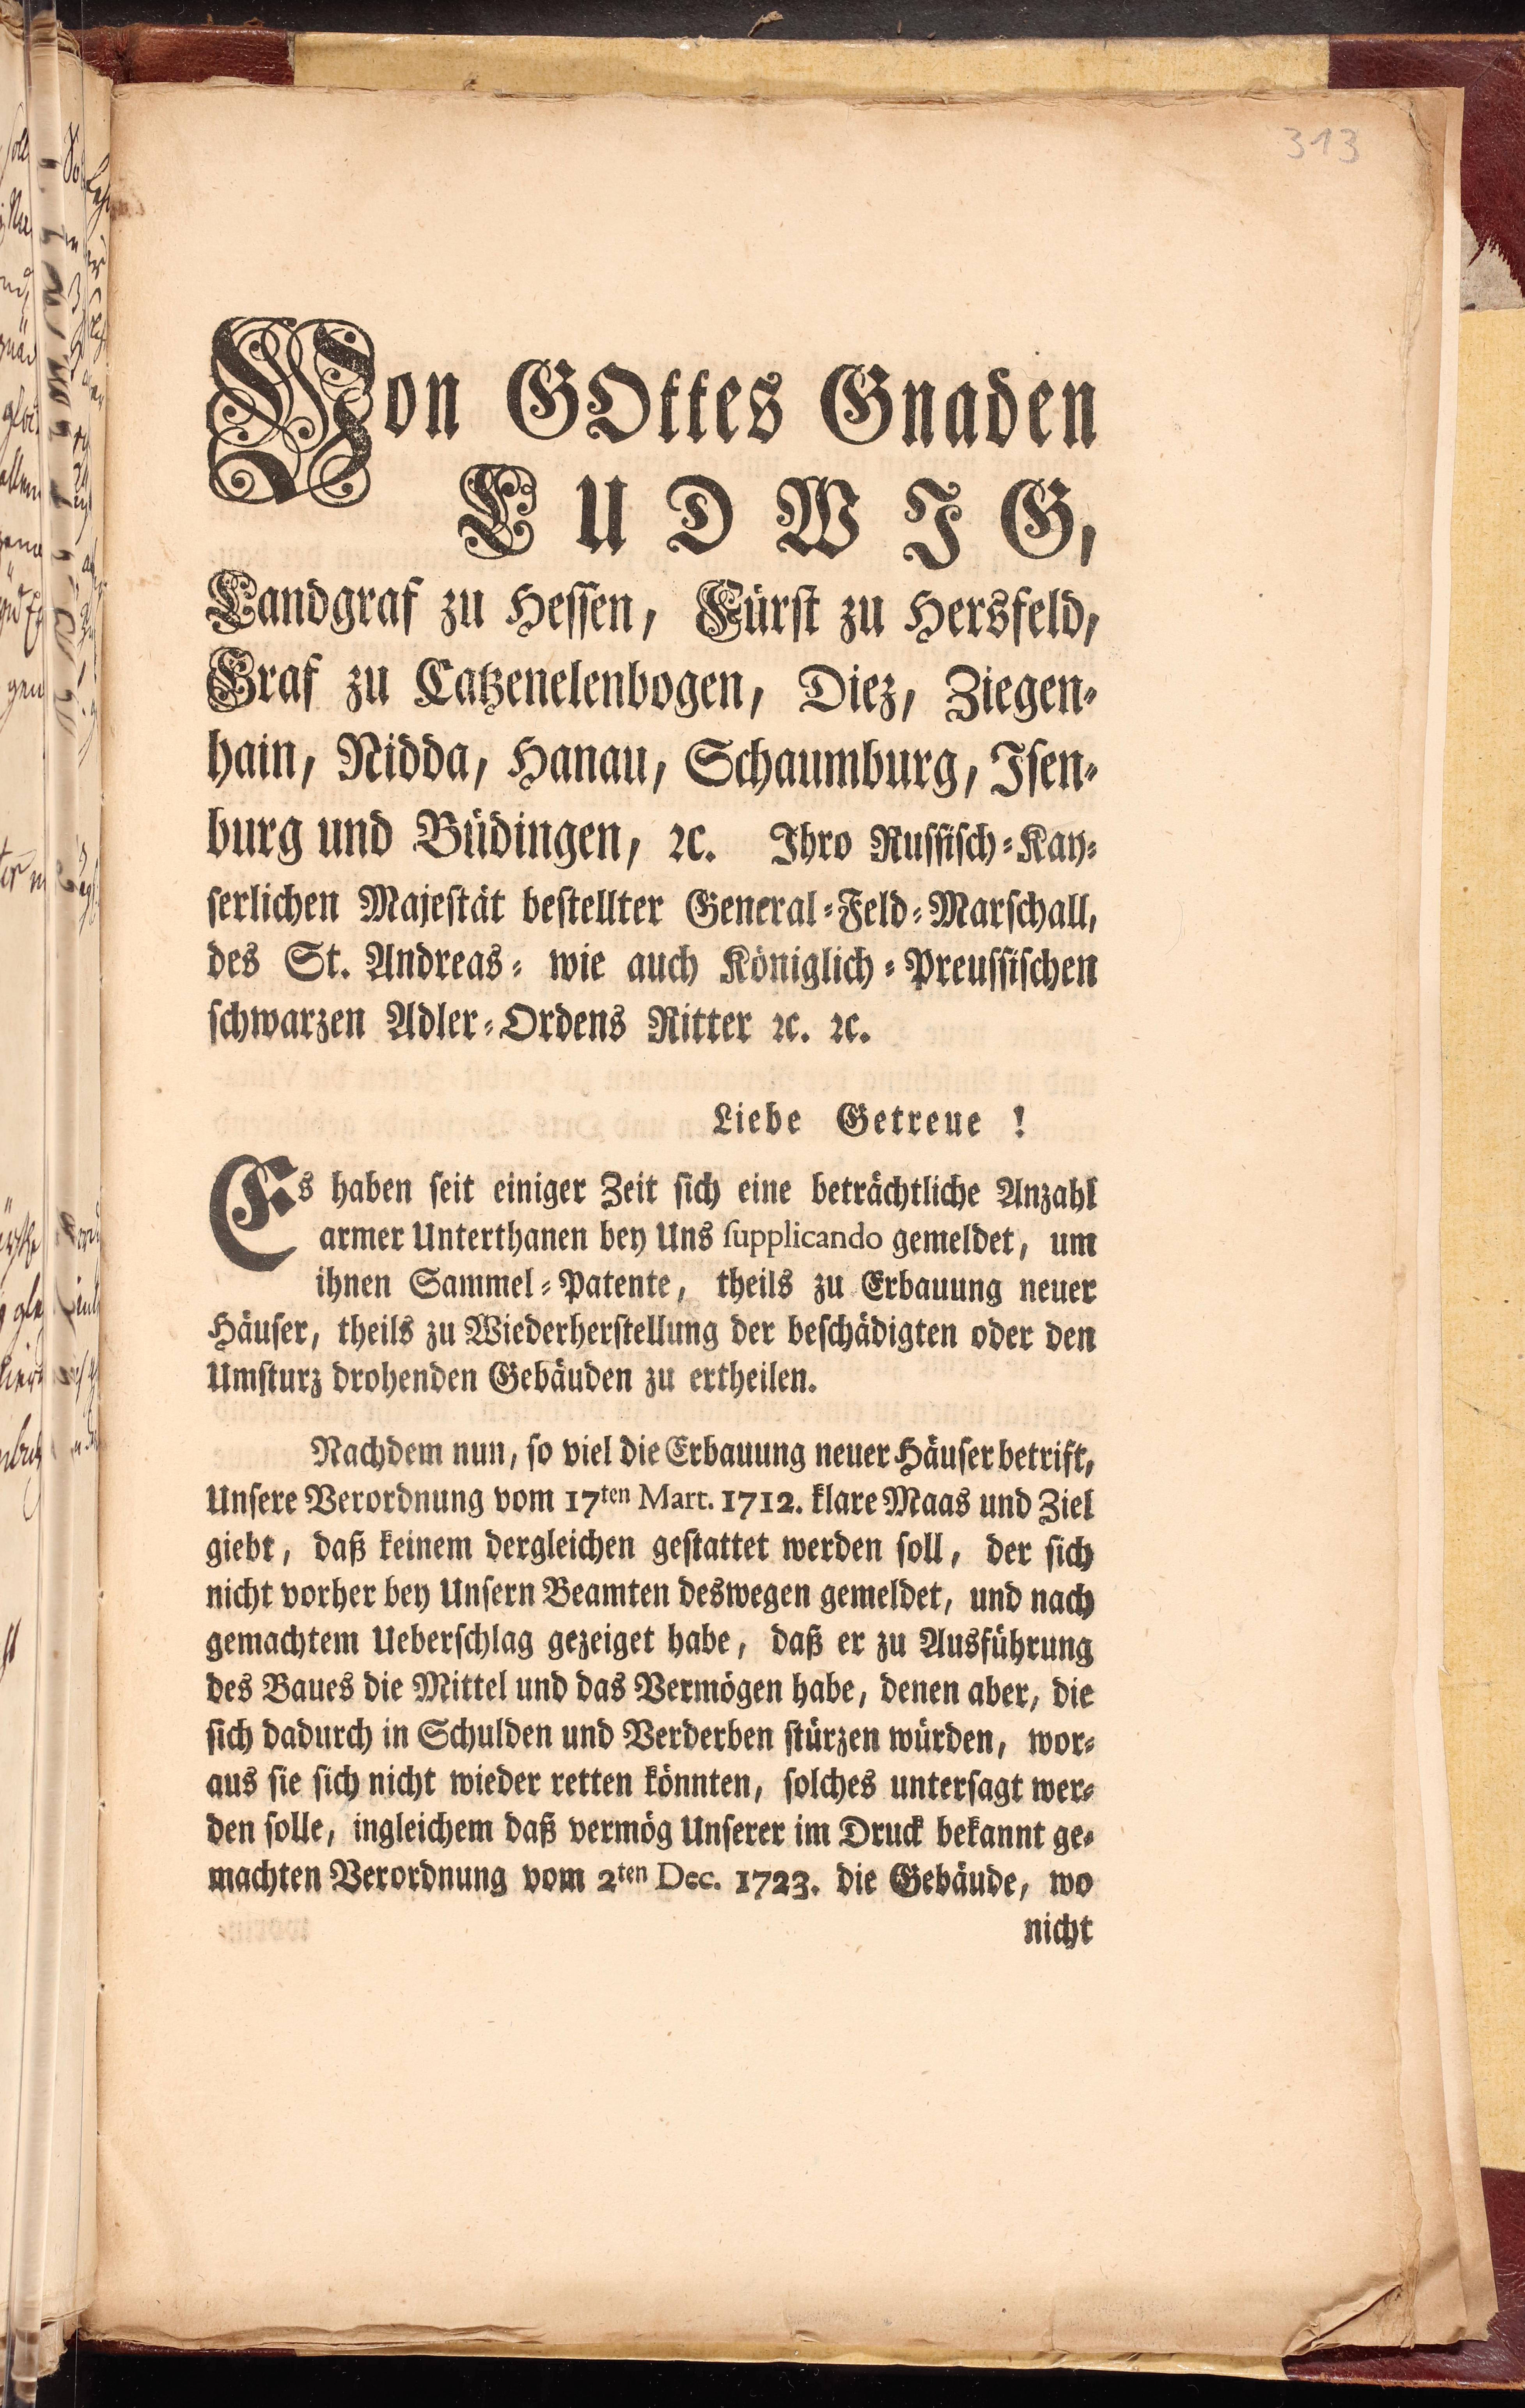 313
Von GOttes Gnaden
LUDWIG,
Landgraf zu Hessen, Fürst zu Hersfeld,
Graf zu Catzenelenbogen, Diez, Ziegen-
hain, Nidda, Hanau, Schaumburg, Isen-
burg und Büdingen, ꝛc. Ihro Russisch-Kay-
serlichen Majestät bestellter General-Feld-Marschall,
des St. Andreas- wie auch Königlich-Preussischen
schwarzen Adler-Ordens Ritter ꝛc. ꝛc.
Liebe Getreue !
Es haben seit einiger Zeit sich eine beträchtliche Anzahl
armer Unterthanen bey Uns supplicando gemeldet, um
ihnen Sammel-Patente, theils zu Erbauung neuer
Häuser, theils zu Wiederherstellung der beschädigten oder den
Umsturz drohenden Gebäuden zu ertheilen.
Nachdem nun, so viel die Erbauung neuer Häuser betrift,
Unsere Verordnung vom 17ten Mart. 1712. klare Maas und Ziel
giebt, daß keinem dergleichen gestattet werden soll, der sich
nicht vorher bey Unsern Beamten deswegen gemeldet, und nach
gemachtem Ueberschlag gezeiget habe, daß er zu Ausführung
des Baues die Mittel und das Vermögen habe, denen aber, die
sich dadurch in Schulden und Verderben stürzen würden, wor-
aus sie sich nicht wieder retten könnten, solches untersagt wer-
den solle, ingleichem daß vermög Unserer im Druck bekannt ge-
machten Verordnung vom 2ten Dec. 1723. die Gebäude, wo
nicht